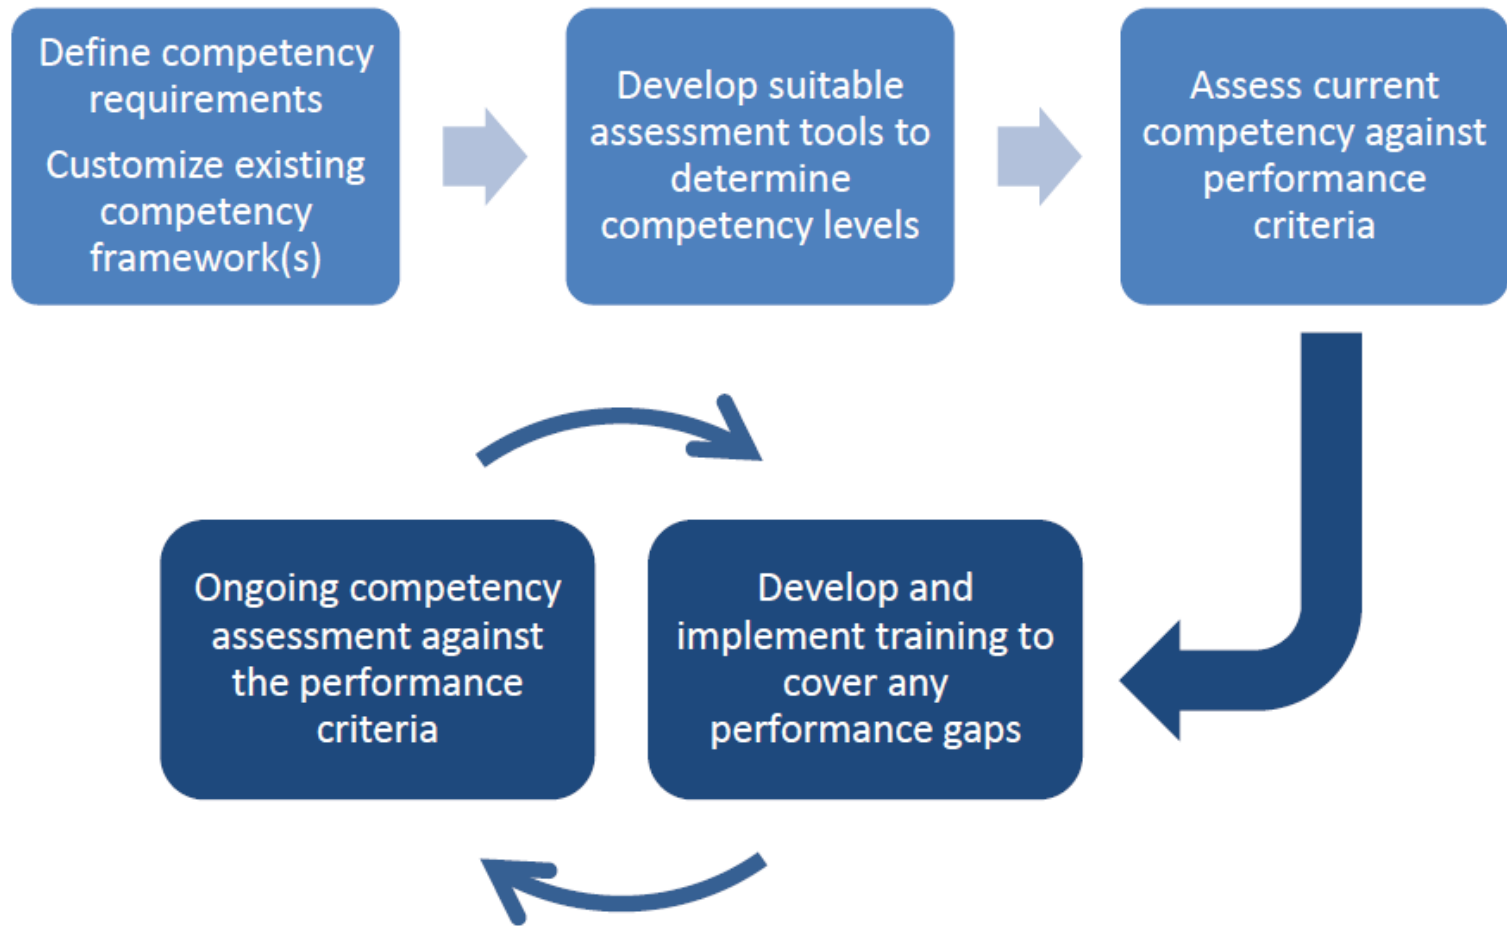 Define competency
requirements
Customize existing
competency
framework(s)
Develop suitable
assessment tools to
determine
competency levels
Assess current
competency against
performance
criteria
Ongoing competency
assessment against
the performance
criteria
Develop and
implement training to
cover any
performance gaps